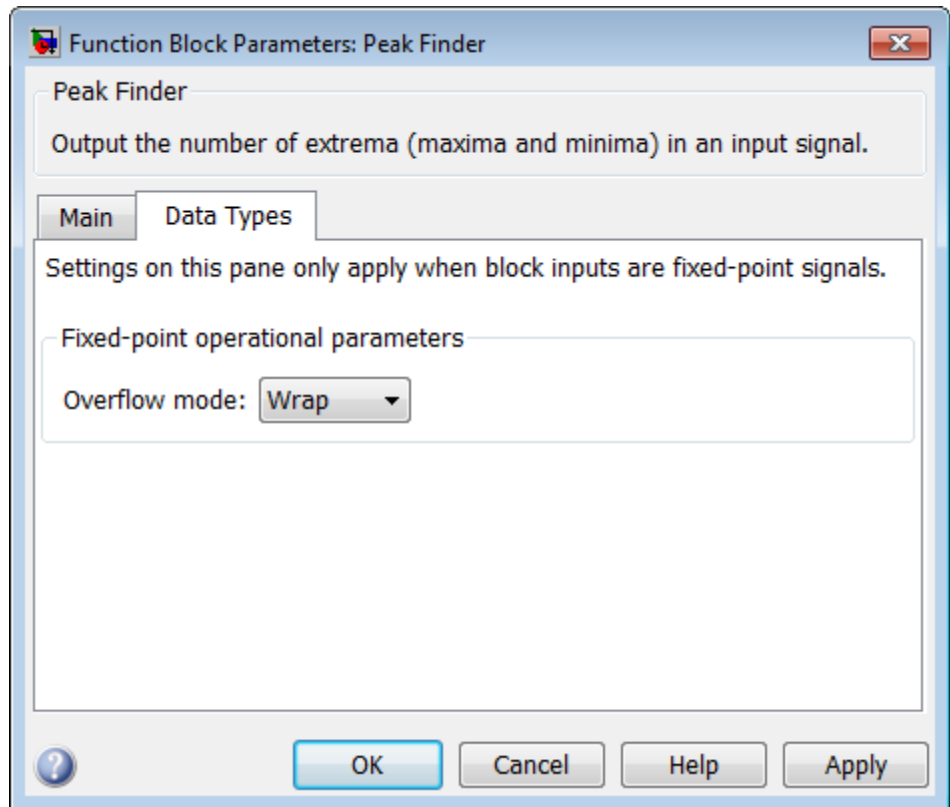 Function Block Parameters: Peak Finder
Peak Finder
Output the number of extrema (maxima and minima) in an input signal.
Main Data Types
Settings on this pane only apply when block inputs are fixed-point signals.
Fixed-point operational parameters
Overflow mode: Wrap
? OK Cancel Help Apply